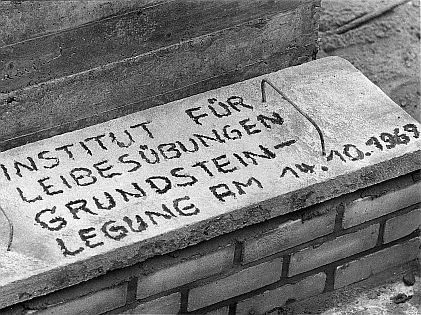 INSTITUT FÜR
LEIBESÜBUNGEN
GRUNDSTEIN-
LEGUNG AM 14.10.1969